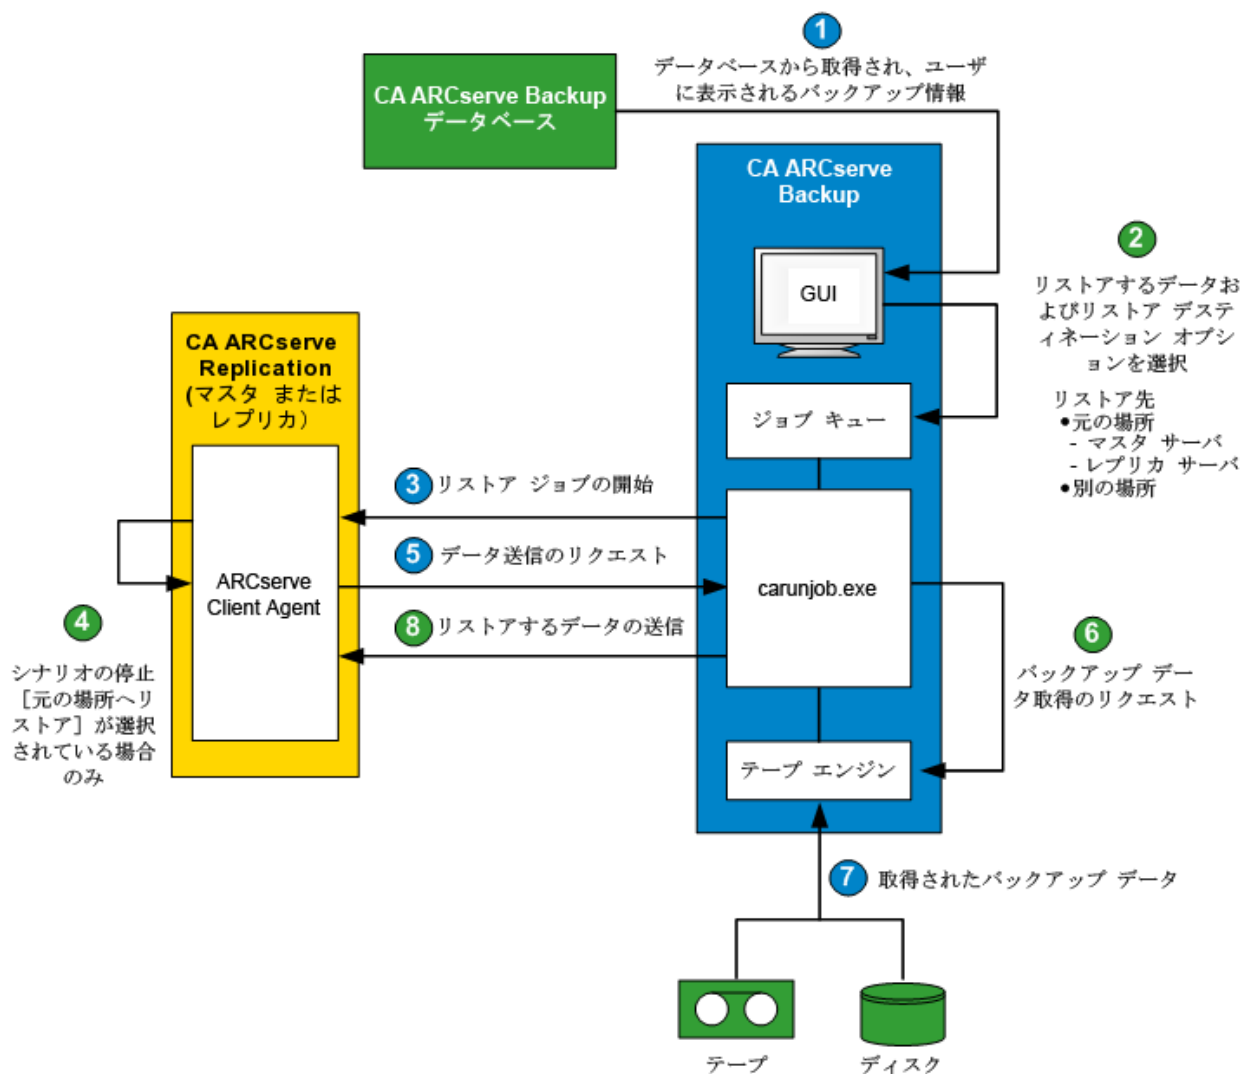 1
データベースから取得され、ユーザ
に表示されるバックアップ情報
CA ARCserve Backup
データベース
CA ARCserve
Backup
GUI
2
リストアするデータお
よびリストア デステ
ィネーション オプシ
ョンを選択
リストア先
●元の場所
- マスタ サーバ
- レプリカ サーバ
●別の場所
CA ARCserve
Replication
(マスタ または
レプリカ)
ジョブ キュー
3 リストア ジョブの開始
5 データ送信のリクエスト
ARCserve
Client Agent
carunjob.exe
8 リストアするデータの送信
4
シナリオの停止
［元の場所へリ
ストア］が選択
されている場合
のみ
6
バックアップ デー
タ取得のリクエスト
テープ エンジン
7 取得されたバックアップ データ
テープ
ディスク